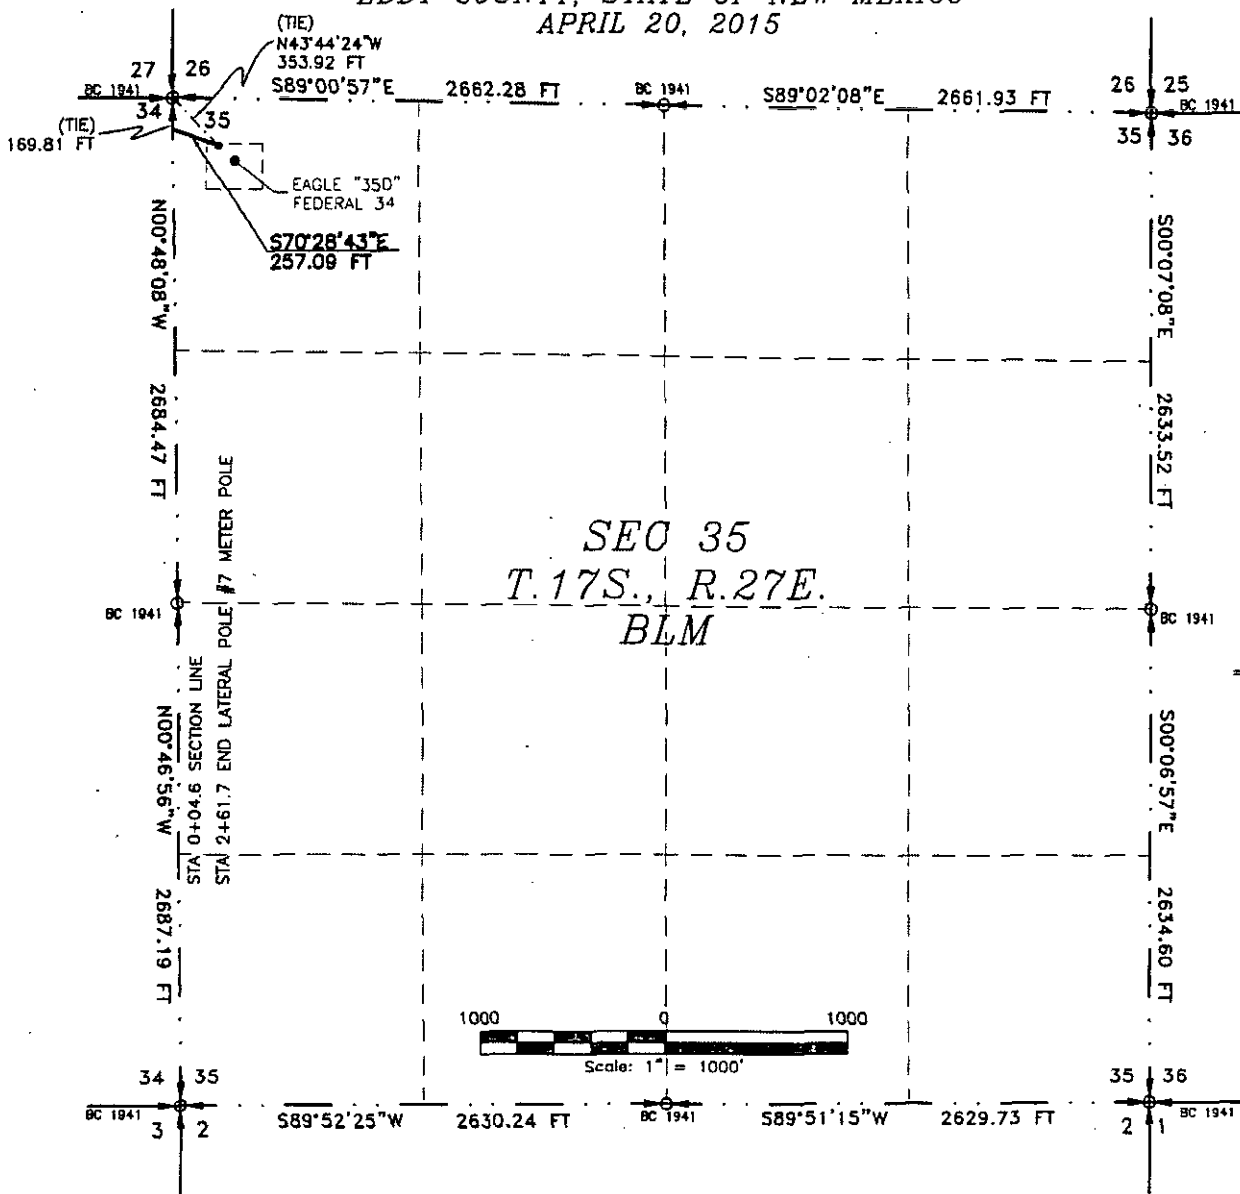 APRIL 20, 2015
(TIE)
N43°44'24"W
353.92 FT
27 26
BC 1941
S89°00'57"E 2662.28 FT
BC 1941
S89°02'08"E 2661.93 FT
26 25
BC 1941
34 35
35 36
(TIE)
169.81 FT
EAGLE "35D"
FEDERAL 34
S70°28'43"E
257.09 FT
N00°48'08"W 2684.47 FT
S00°07'08"E 2633.52 FT
SEC 35
T.17S., R.27E.
BLM
BC 1941
BC 1941
STA 0+04.6 SECTION LINE
STA 2+61.7 END LATERAL POLE #7 METER POLE
N00°46'56"W 2687.19 FT
S00°06'57"E 2634.60 FT
1000 0 1000
Scale: 1" = 1000'
34 35
BC 1941
3 2
S89°52'25"W 2630.24 FT
BC 1941
S89°51'15"W 2629.73 FT
35 36
BC 1941
2 1